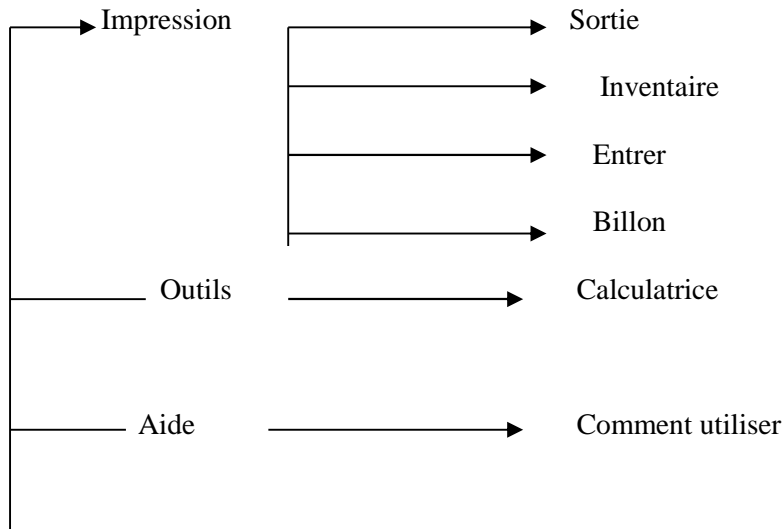 Impression Sortie
Inventaire
Entrer
Billon
Outils Calculatrice
Aide Comment utiliser